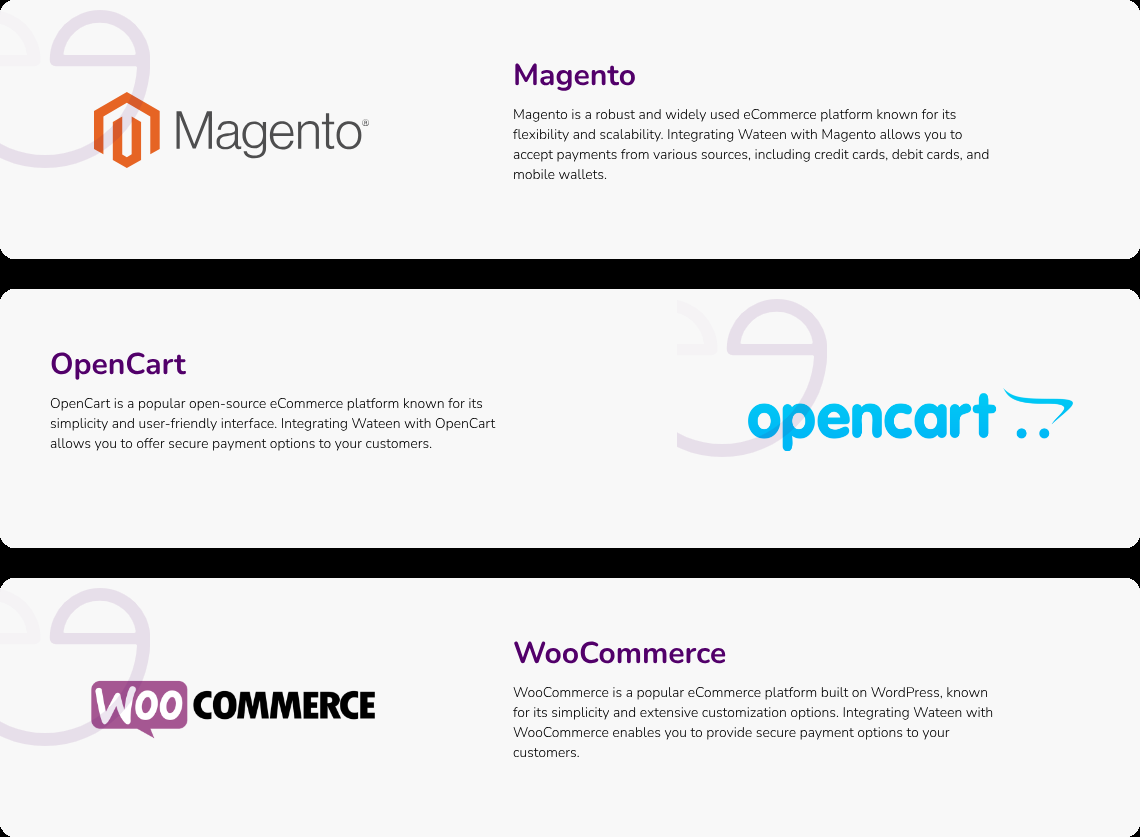 Magento®
Magento
Magento is a robust and widely used eCommerce platform known for its
flexibility and scalability. Integrating Wateen with Magento allows you to
accept payments from various sources, including credit cards, debit cards, and
mobile wallets.
OpenCart
OpenCart is a popular open-source eCommerce platform known for its
simplicity and user-friendly interface. Integrating Wateen with OpenCart
allows you to offer secure payment options to your customers.
opencart
WOO COMMERCE
WooCommerce
WooCommerce is a popular eCommerce platform built on WordPress, known
for its simplicity and extensive customization options. Integrating Wateen with
WooCommerce enables you to provide secure payment options to your
customers.